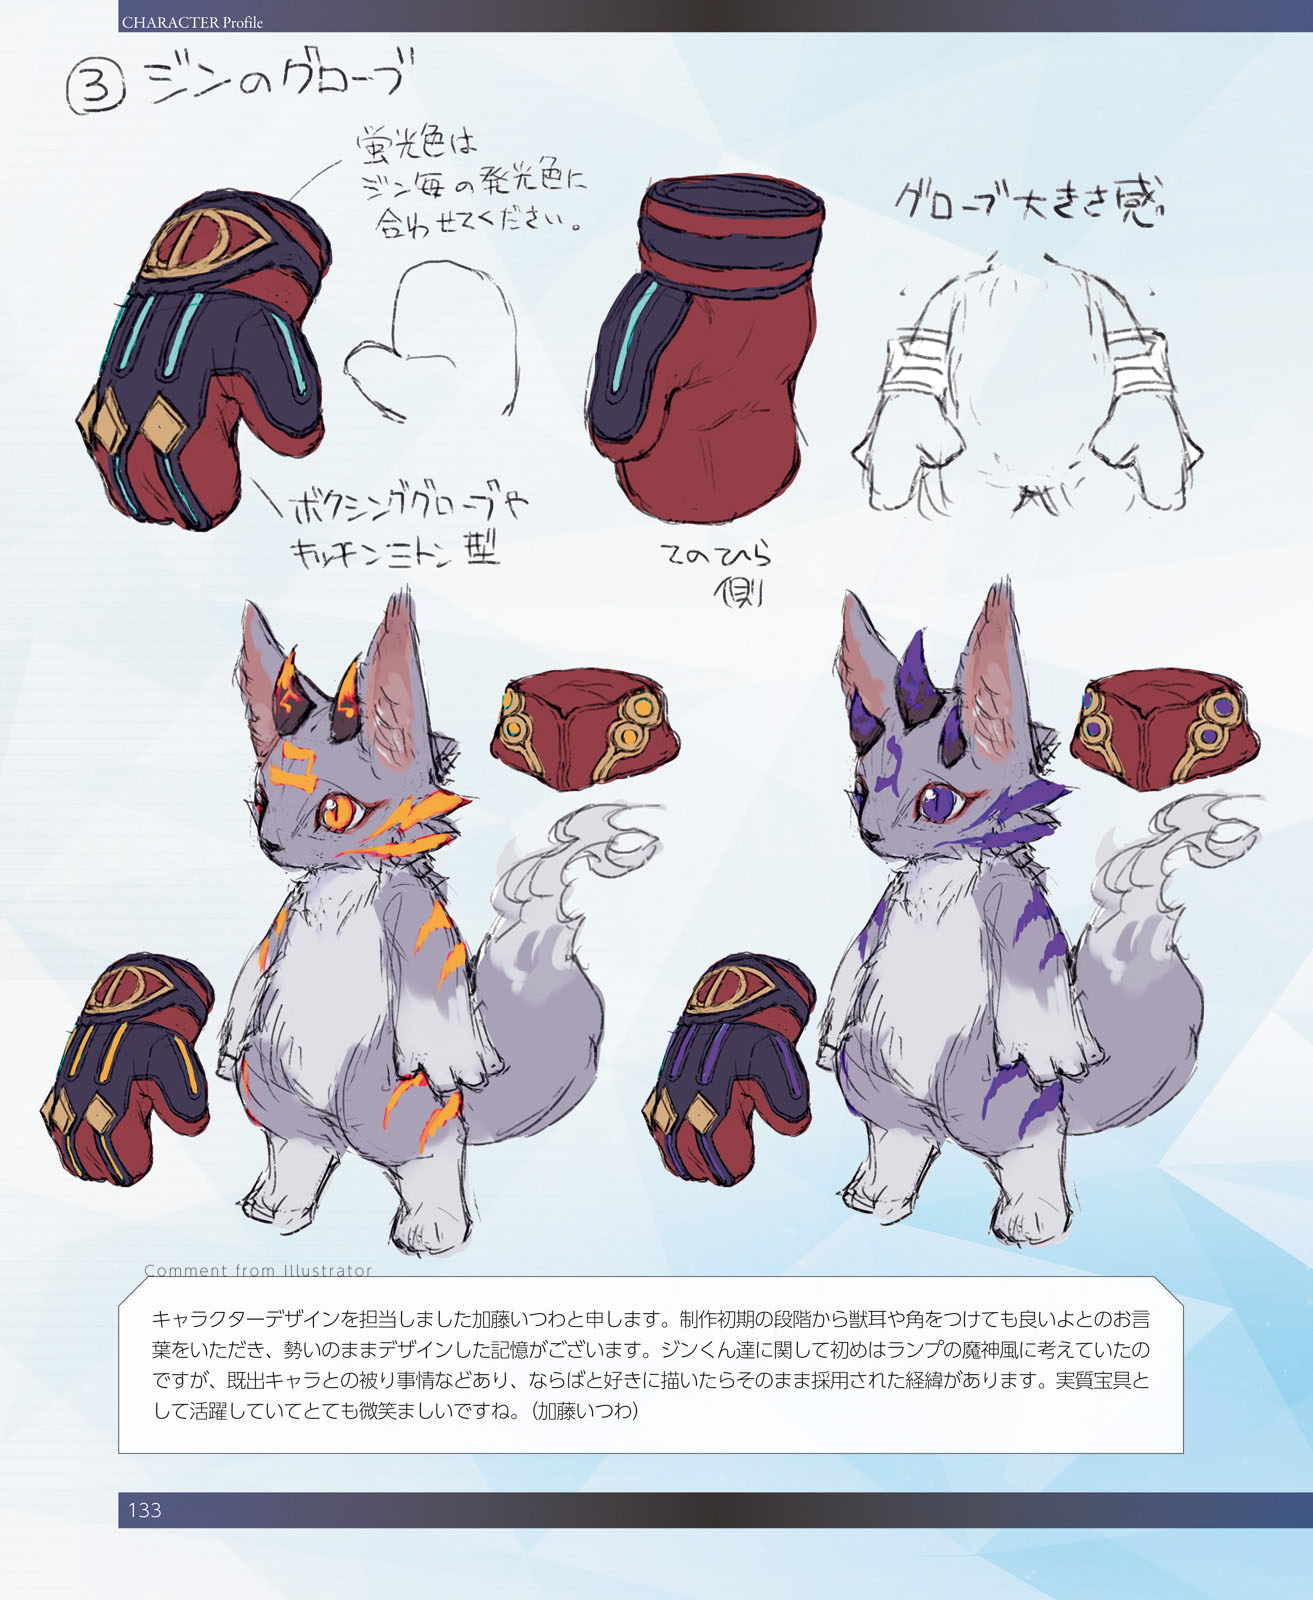 CHARACTER Profile
③ ジンのグローブ
蛍光色は
ジン毎の発光色に
合わせてください。
グローブ大きさ感。
ボクシンググローブや
キッチンミトン型
てのひら
側
Comment from Illustrator
キャラクターデザインを担当しました加藤いつわと申します。制作初期の段階から獣耳や角をつけても良いよとのお言
葉をいただき、勢いのままデザインした記憶がございます。ジンくん達に関して初めはランプの魔神風に考えていたの
ですが、既出キャラとの被り事情などあり、ならばと好きに描いたらそのまま採用された経緯があります。実質宝具と
して活躍していてとても微笑ましいですね。（加藤いつわ）
133